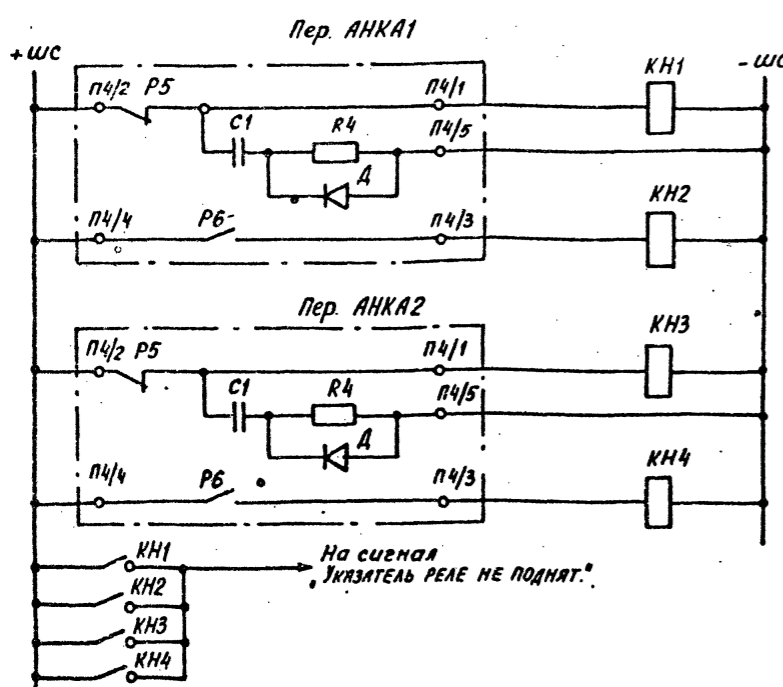 Пер. АНКА1
+ШС
П4/2
Р5
П4/1
КН1
-ШС
С1
R4
П4/5
Д
П4/4
Р6
П4/3
КН2
Пер. АНКА2
П4/2
Р5
П4/1
КН3
С1
R4
П4/5
Д
П4/4
Р6
П4/3
КН4
КН1
На сигнал
„Указатель реле не поднят."
КН2
КН3
КН4